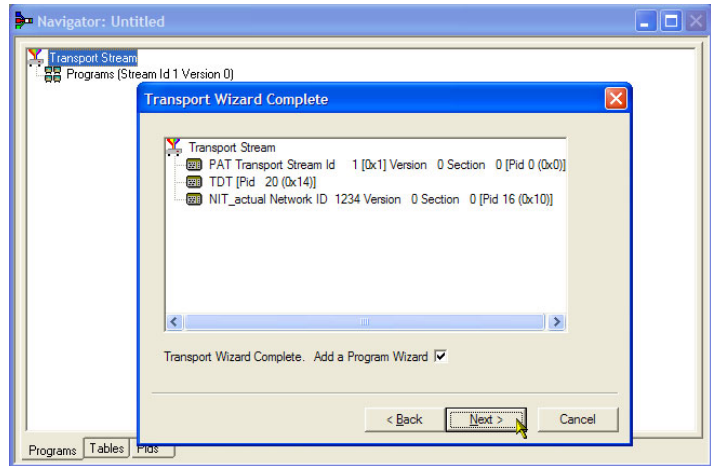 Navigator: Untitled
Transport Stream
Programs (Stream Id 1 Version 0)
Transport Wizard Complete
Transport Stream
PAT Transport Stream Id 1 [0x1] Version 0 Section 0 [Pid 0 (0x0)]
TDT [Pid 20 (0x14)]
NIT_actual Network ID 1234 Version 0 Section 0 [Pid 16 (0x10)]
Transport Wizard Complete. Add a Program Wizard
< Back Next > Cancel
Programs Tables Pids